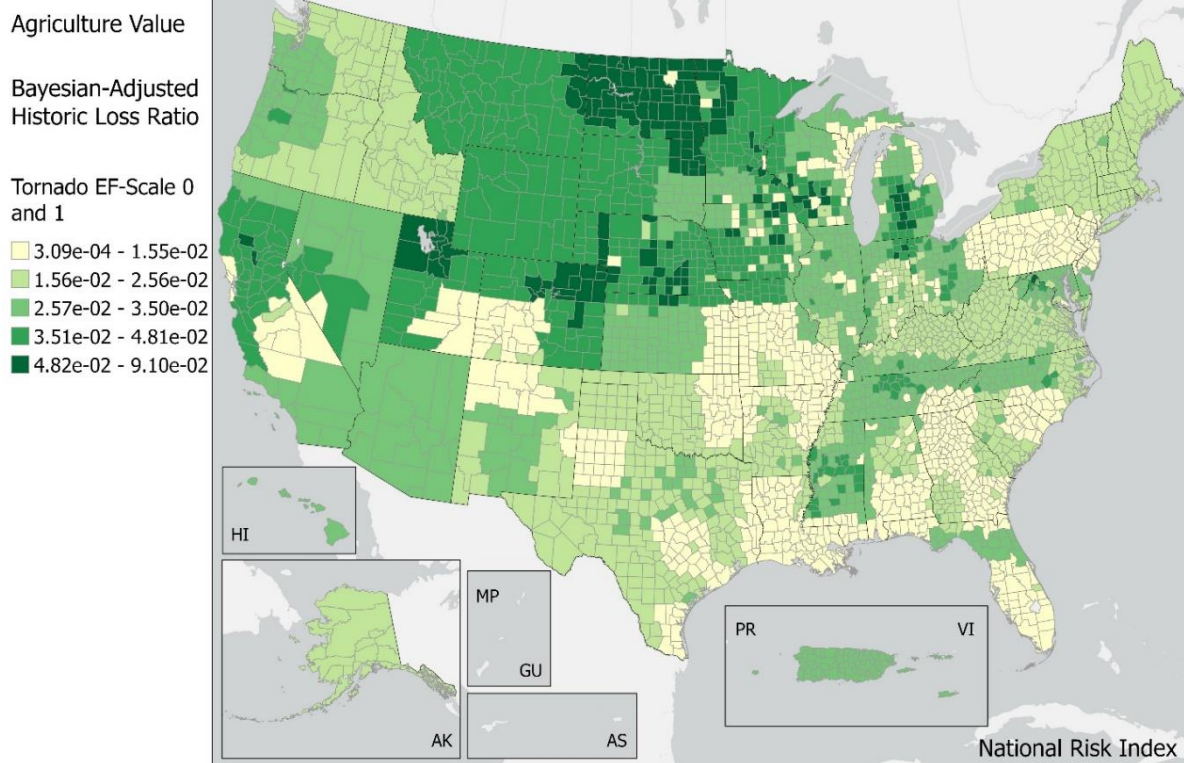 Agriculture Value
Bayesian-Adjusted
Historic Loss Ratio
Tornado EF-Scale 0
and 1
3.09e-04 - 1.55e-02
1.56e-02 - 2.56e-02
2.57e-02 - 3.50e-02
3.51e-02 - 4.81e-02
4.82e-02 - 9.10e-02
HI
AK
MP
GU
AS
PR
VI
National Risk Index